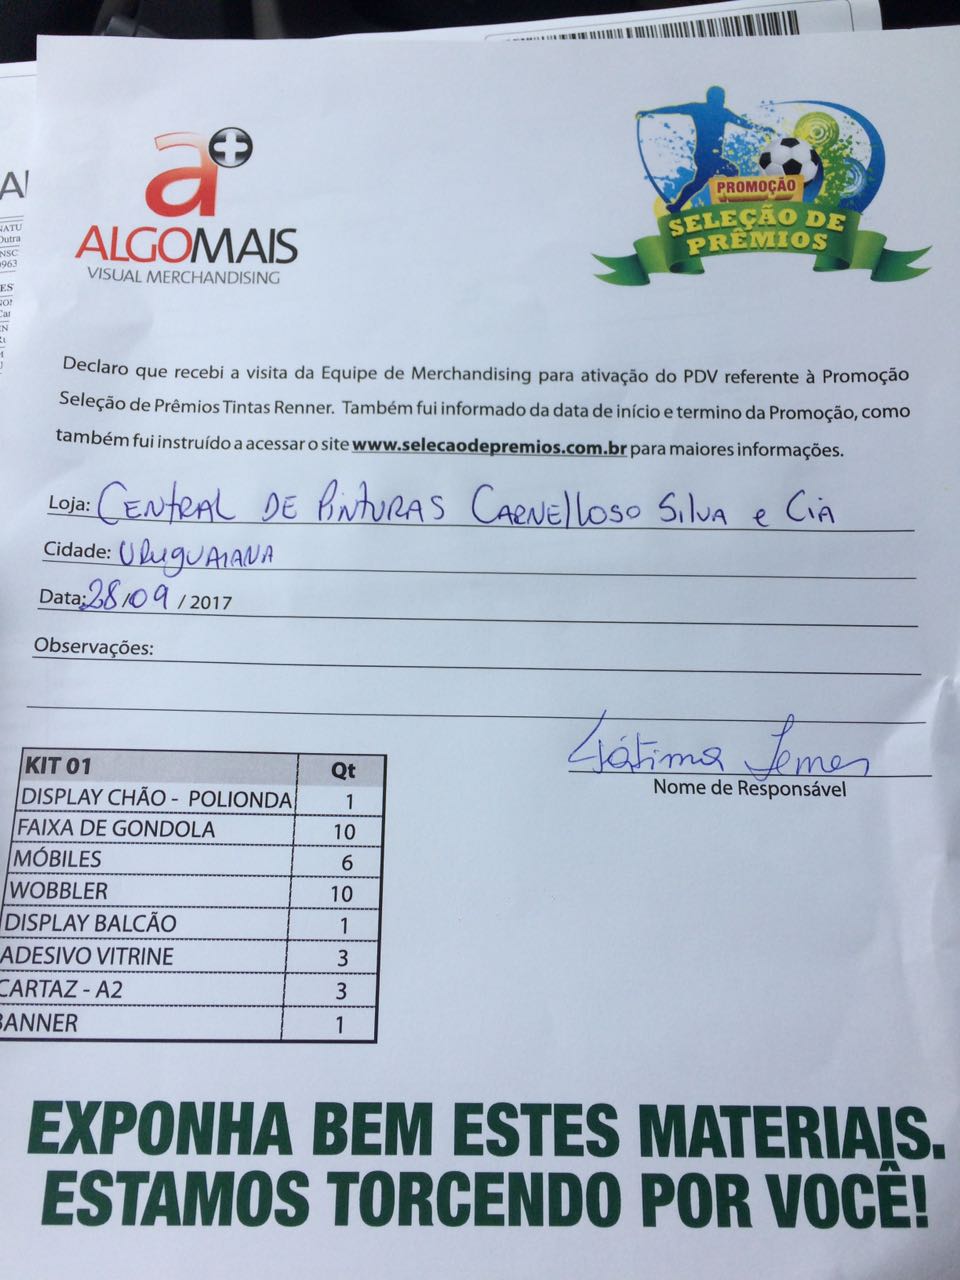 a+
ALGOMAIS
VISUAL MERCHANDISING
PROMOÇÃO
SELEÇÃO DE
PRÊMIOS
Declaro que recebi a visita da Equipe de Merchandising para ativação do PDV referente à Promoção
Seleção de Prêmios Tintas Renner. Também fui informado da data de início e termino da Promoção, como
também fui instruído a acessar o site www.selecaodepremios.com.br para maiores informações.
Loja: CENTRAL DE PINTURAS CARNELLOSO SILVA e CIA
Cidade: URUGUAIANA
Data: 28/09 / 2017
Observações:
Fátima Lemes
Nome de Responsável
KIT 01 Qt
DISPLAY CHÃO - POLIONDA 1
FAIXA DE GONDOLA 10
MÓBILES 6
WOBBLER 10
DISPLAY BALCÃO 1
ADESIVO VITRINE 3
CARTAZ - A2 3
BANNER 1
EXPONHA BEM ESTES MATERIAIS.
ESTAMOS TORCENDO POR VOCÊ!